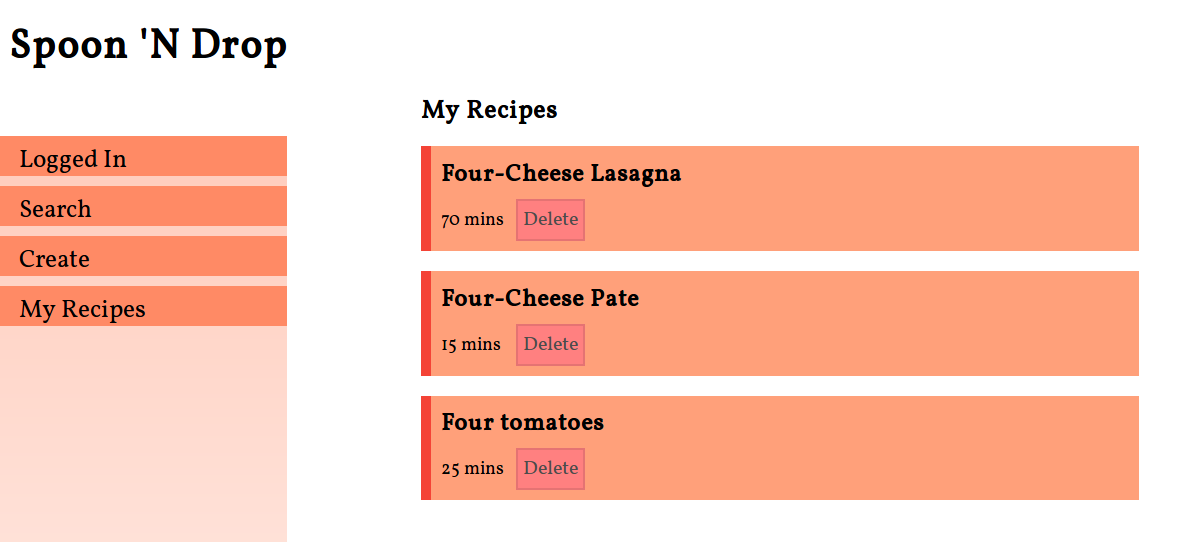 Spoon 'N Drop
Logged In
Search
Create
My Recipes
My Recipes
Four-Cheese Lasagna
70 mins Delete
Four-Cheese Pate
15 mins Delete
Four tomatoes
25 mins Delete